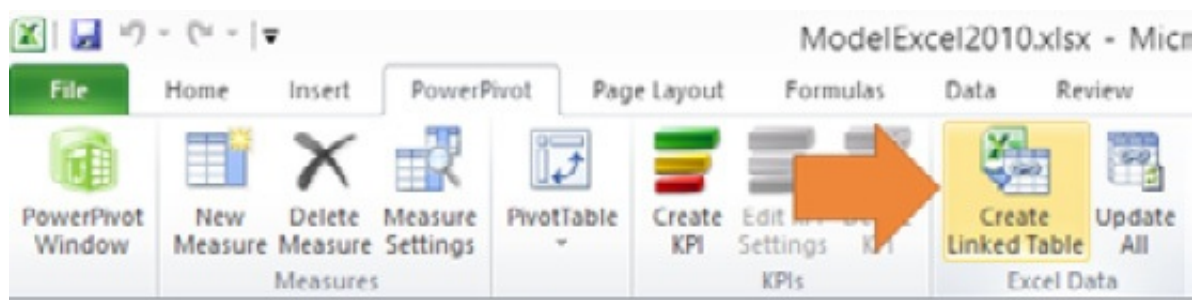 ModelExcel2010.xlsx - Micr
File Home Insert PowerPivot Page Layout Formulas Data Review
PowerPivot New Delete Measure PivotTable Create Edit Create Update
Window Measure Measure Settings KPI Settings Linked Table All
Measures KPIs Excel Data